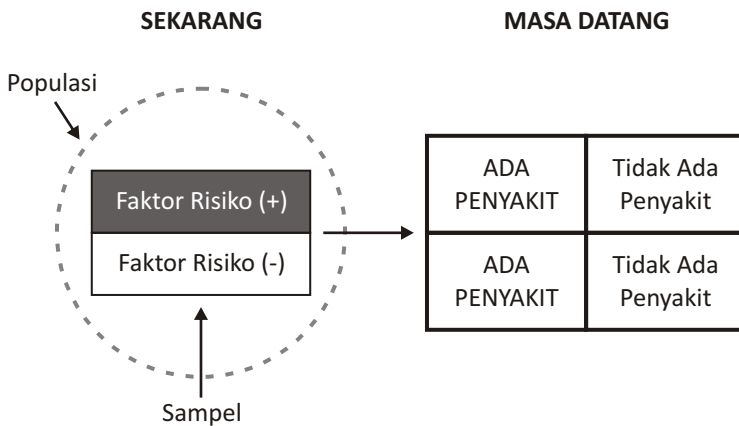 SEKARANG
MASA DATANG
Populasi
Faktor Risiko (+)
Faktor Risiko (-)
Sampel
ADA
PENYAKIT
Tidak Ada
Penyakit
ADA
PENYAKIT
Tidak Ada
Penyakit